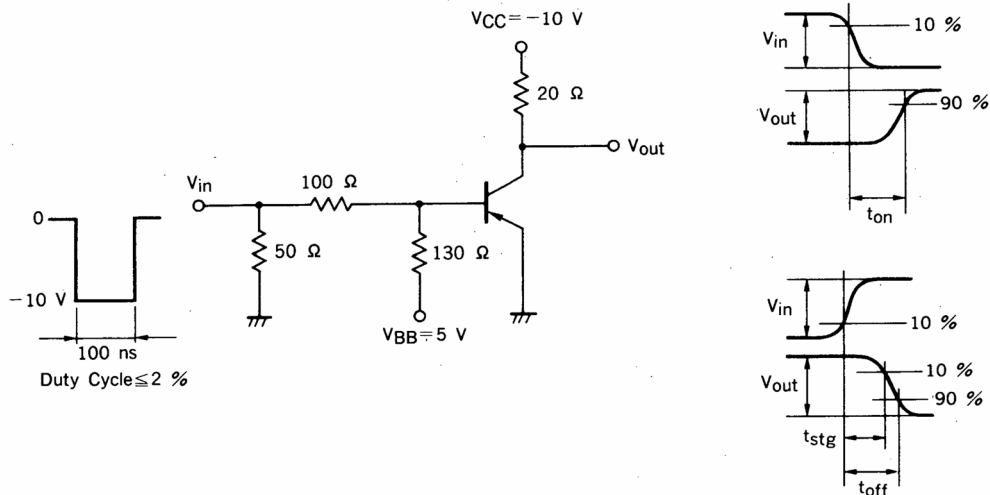 VCC=−10 V
20 Ω
Vout
Vin
100 Ω
0
50 Ω
130 Ω
−10 V
VBB=5 V
100 ns
Duty Cycle≦2 %
Vin
10 %
Vout
90 %
ton
Vin
10 %
Vout
10 %
90 %
tstg
toff